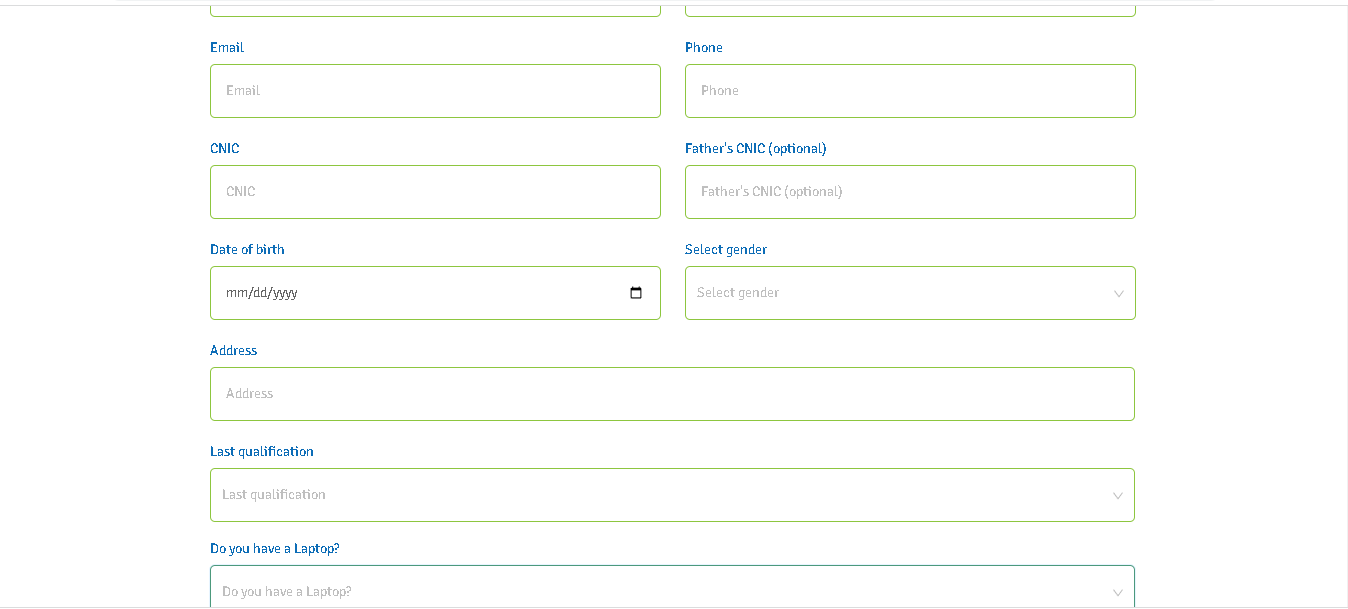 Email
Phone
Email
Phone
CNIC
Father's CNIC (optional)
CNIC
Father's CNIC (optional)
Date of birth
Select gender
mm/dd/yyyy
Select gender
Address
Address
Last qualification
Last qualification
Do you have a Laptop?
Do you have a Laptop?